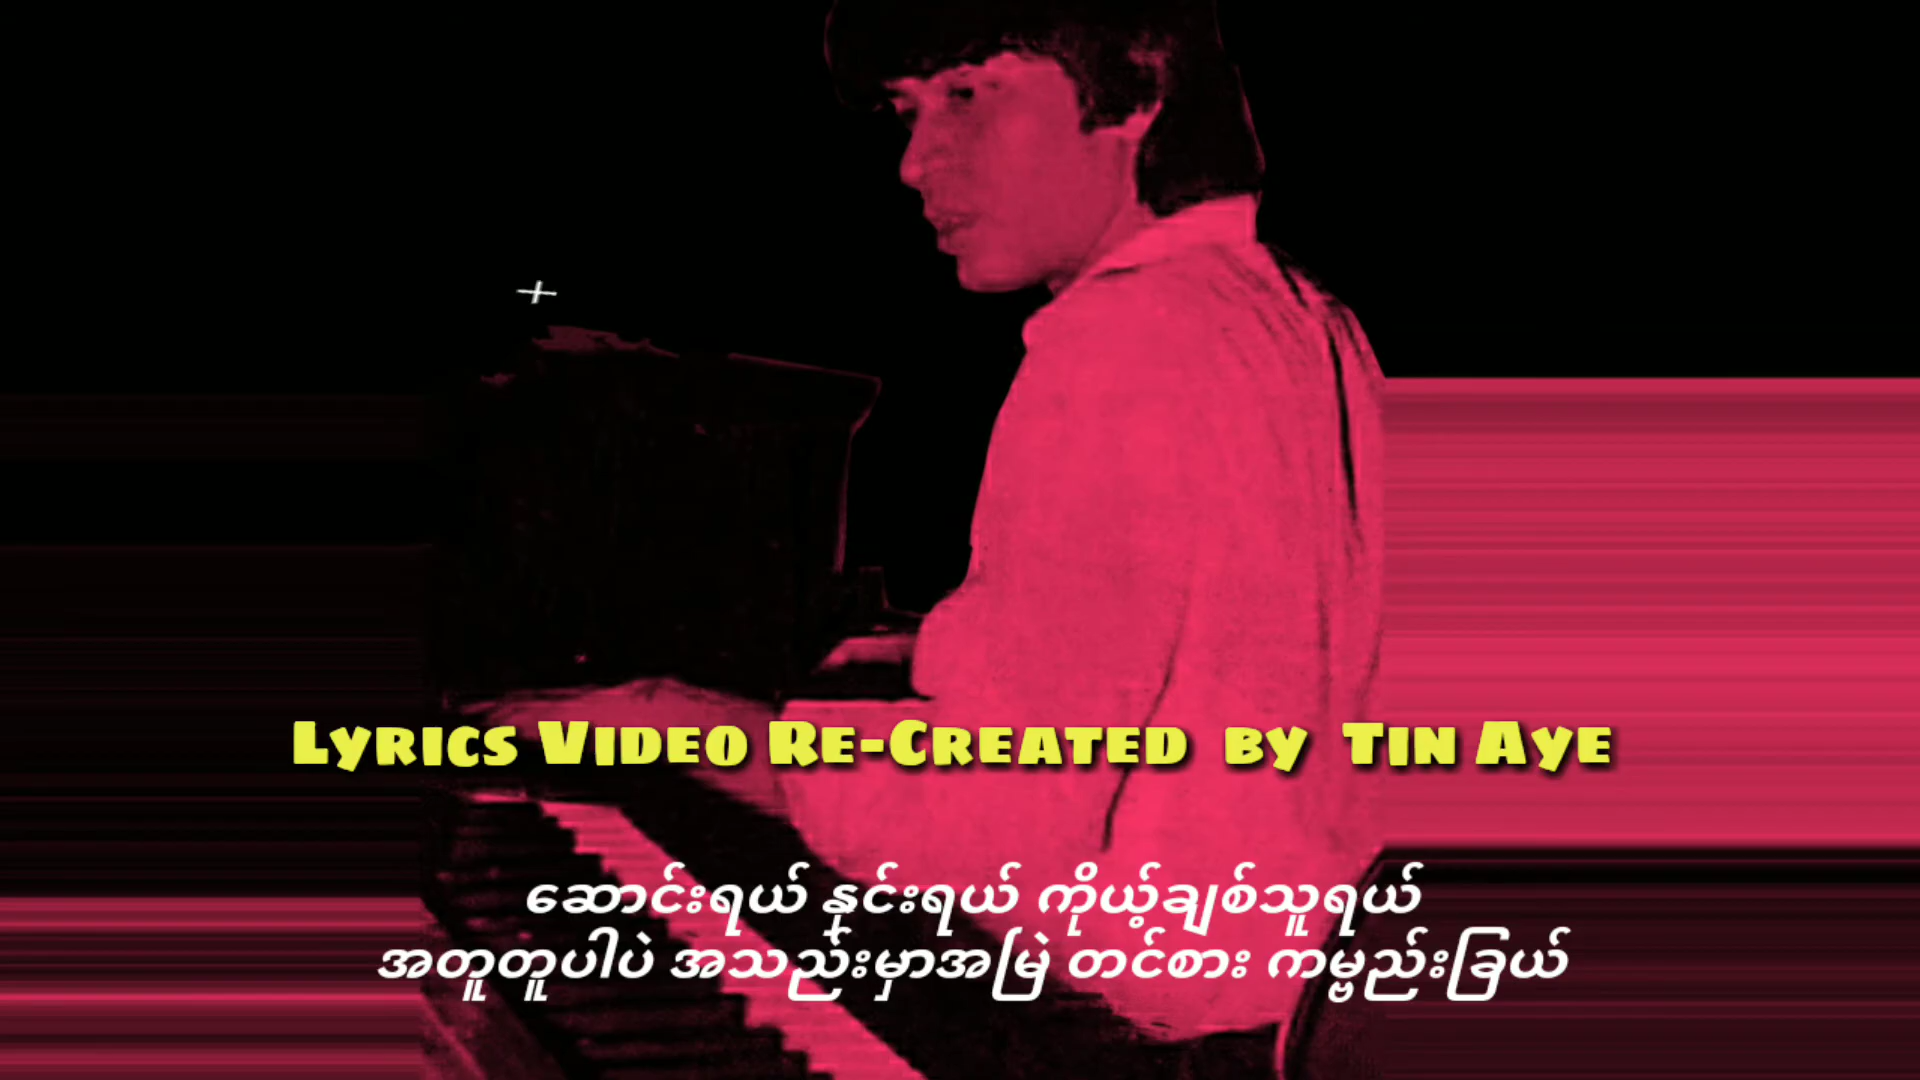 Lyrics Video Re-Created by Tin Aye
ဆောင်းရယ် နှင်းရယ် ကိုယ့်ချစ်သူရယ်
အတူတူပါပဲ အသည်းမှာအမြဲ တင်စား ကမ္ဗည်းခြယ်